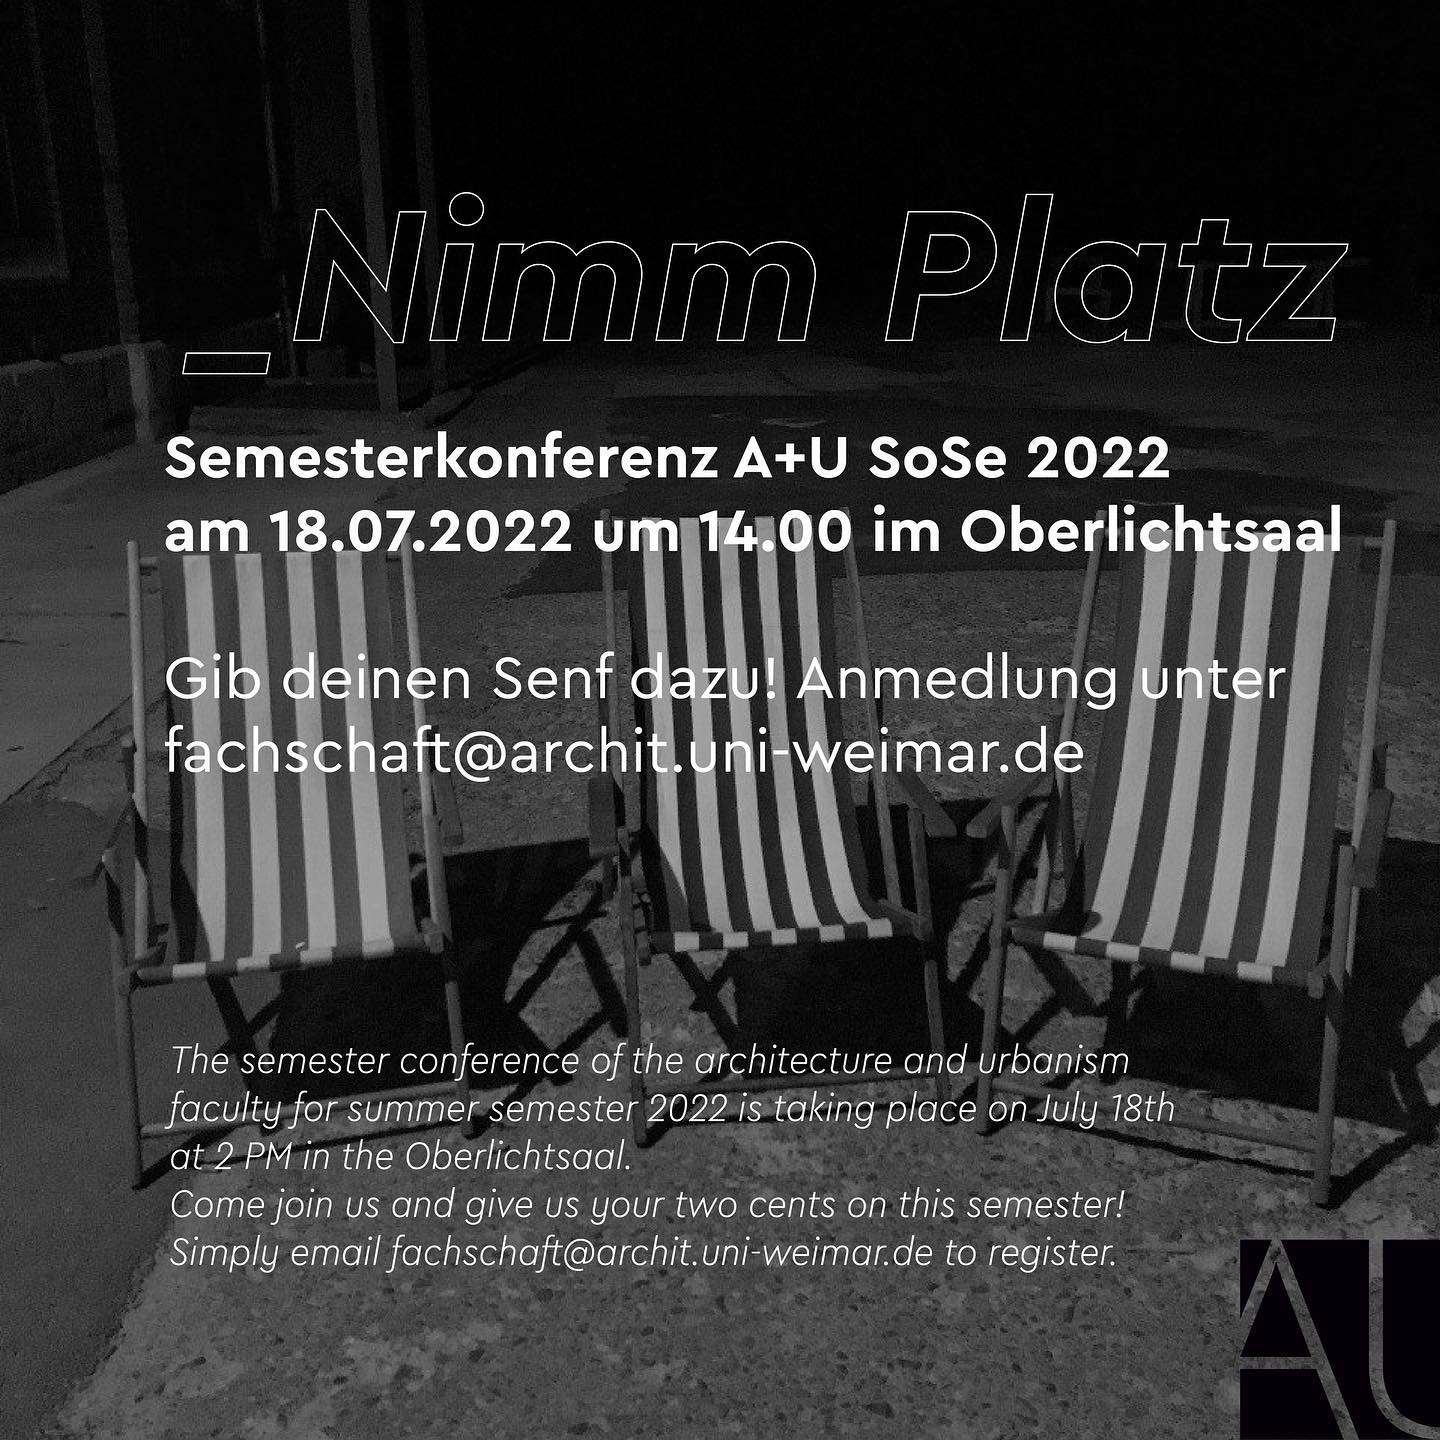 _Nimm Platz
Semesterkonferenz A+U SoSe 2022
am 18.07.2022 um 14.00 im Oberlichtsaal
Gib deinen Senf dazu! Anmedlung unter
fachschaft@archit.uni-weimar.de
The semester conference of the architecture and urbanism
faculty for summer semester 2022 is taking place on July 18th
at 2 PM in the Oberlichtsaal.
Come join us and give us your two cents on this semester!
Simply email fachschaft@archit.uni-weimar.de to register.
AU